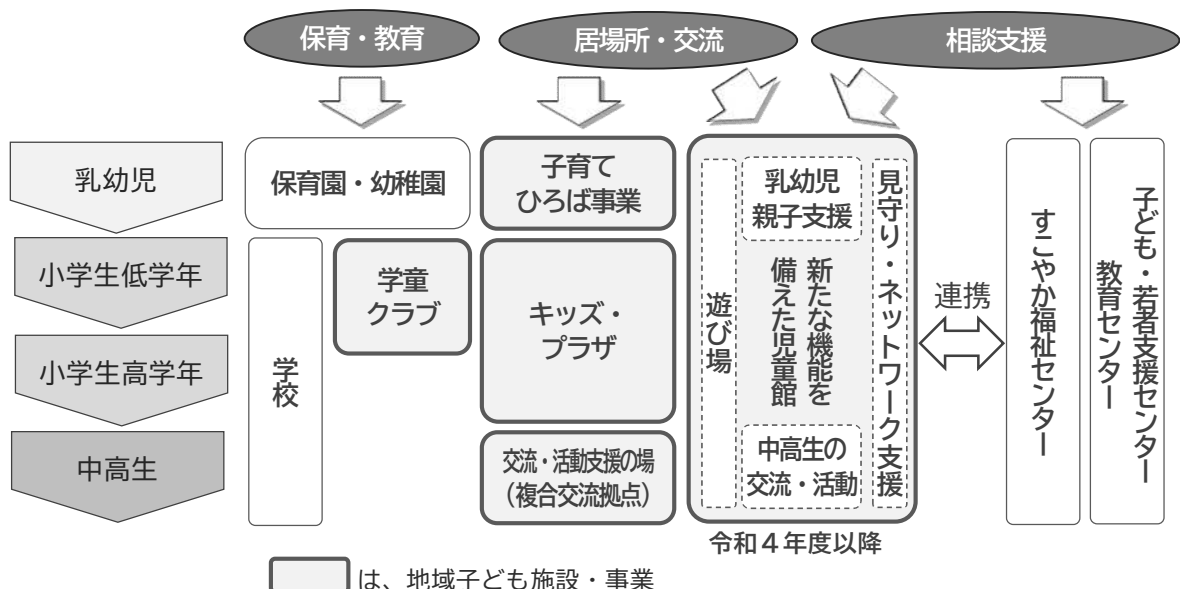 保育・教育
居場所・交流
相談支援
乳幼児
小学生低学年
小学生高学年
中高生
保育園・幼稚園
学校
学童
クラブ
子育て
ひろば事業
キッズ・
プラザ
交流・活動支援の場
（複合交流拠点）
遊び場
乳幼児
親子支援
新たな機能を
備えた児童館
中高生の
交流・活動
見守り・ネットワーク支援
令和４年度以降
連携
すこやか福祉センター
子ども・若者支援センター
教育センター
は、地域子ども施設・事業